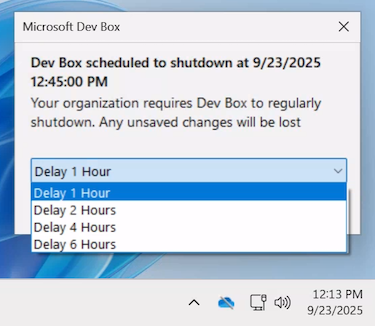 Microsoft Dev Box
Dev Box scheduled to shutdown at 9/23/2025
12:45:00 PM
Your organization requires Dev Box to regularly
shutdown. Any unsaved changes will be lost
Delay 1 Hour
Delay 1 Hour
Delay 2 Hours
Delay 4 Hours
Delay 6 Hours
12:13 PM
9/23/2025